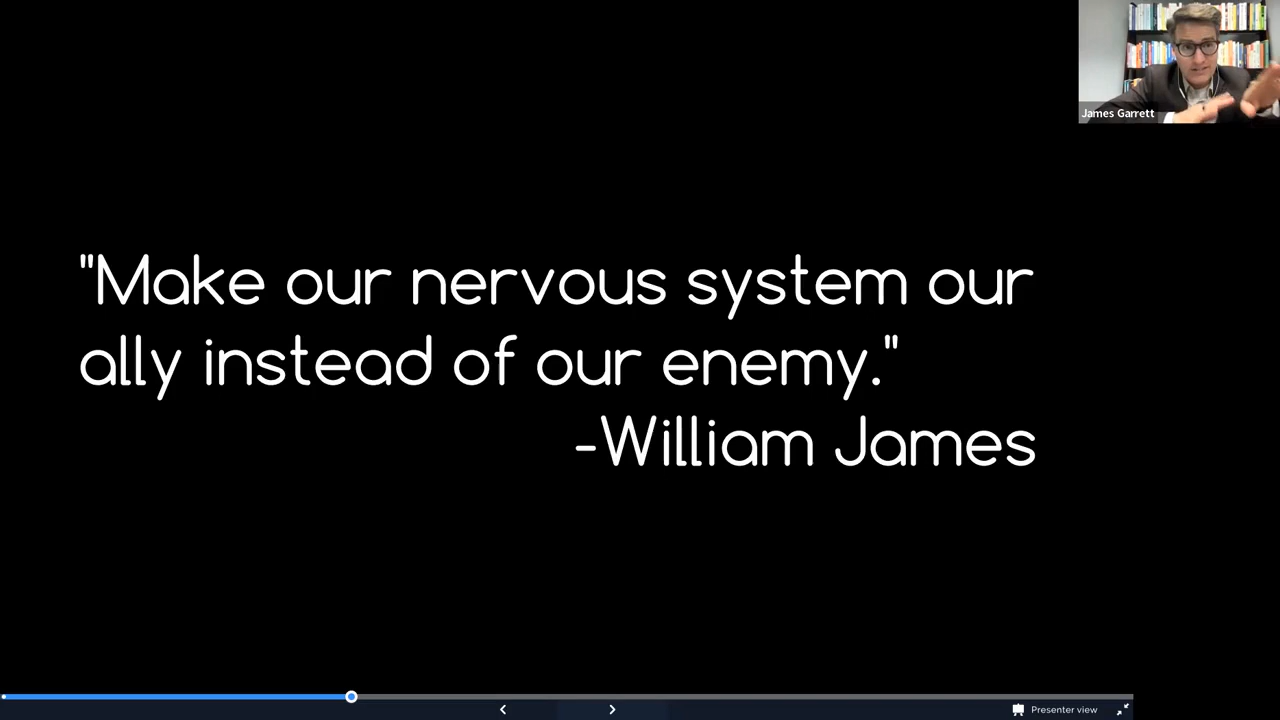 James Garrett
"Make our nervous system our
ally instead of our enemy."
-William James
Presenter view